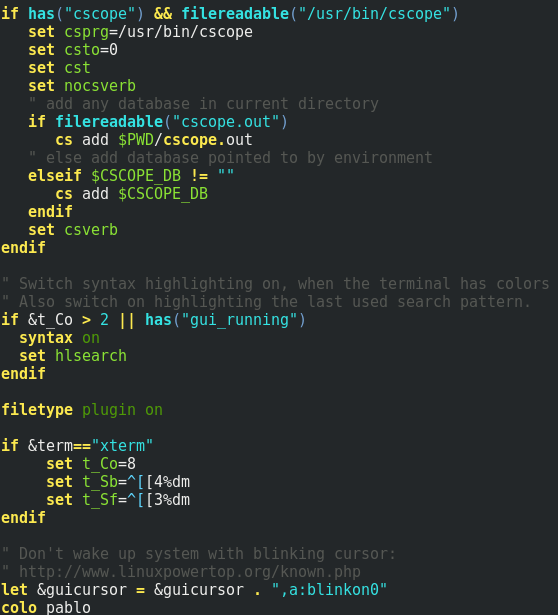 if has("cscope") && filereadable("/usr/bin/cscope")
   set csprg=/usr/bin/cscope
   set csto=0
   set cst
   set nocsverb
   " add any database in current directory
   if filereadable("cscope.out")
      cs add $PWD/cscope.out
   " else add database pointed to by environment
   elseif $CSCOPE_DB != ""
      cs add $CSCOPE_DB
   endif
   set csverb
endif

" Switch syntax highlighting on, when the terminal has colors
" Also switch on highlighting the last used search pattern.
if &t_Co > 2 || has("gui_running")
  syntax on
  set hlsearch
endif

filetype plugin on

if &term=="xterm"
     set t_Co=8
     set t_Sb=^[[4%dm
     set t_Sf=^[[3%dm
endif

" Don't wake up system with blinking cursor:
" http://www.linuxpowertop.org/known.php
let &guicursor = &guicursor . ",a:blinkon0"
colo pablo